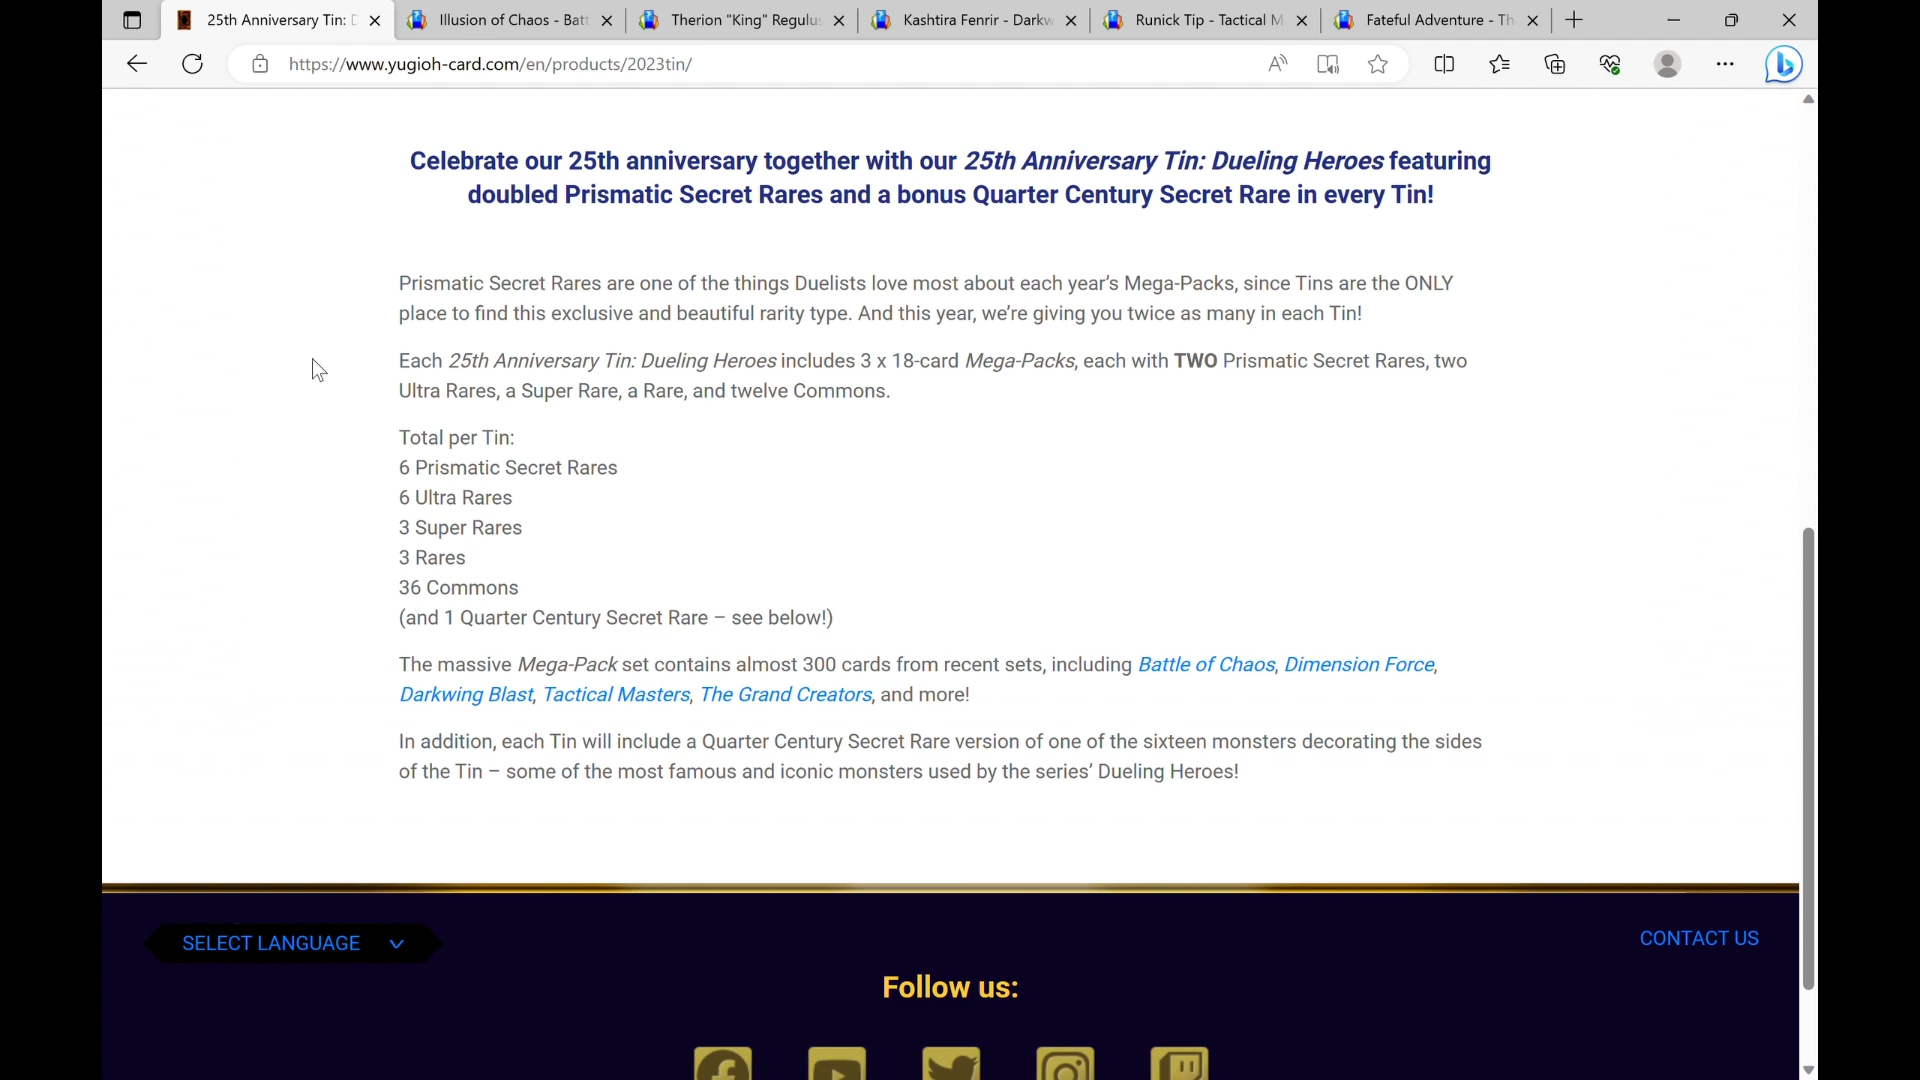 25th Anniversary Tin: D
Illusion of Chaos - Batt
Therion "King" Regulus
Kashtira Fenrir - Darkw
Runick Tip - Tactical M
Fateful Adventure - Th
https://www.yugioh-card.com/en/products/2023tin/
Celebrate our 25th anniversary together with our 25th Anniversary Tin: Dueling Heroes featuring
doubled Prismatic Secret Rares and a bonus Quarter Century Secret Rare in every Tin!
Prismatic Secret Rares are one of the things Duelists love most about each year's Mega-Packs, since Tins are the ONLY
place to find this exclusive and beautiful rarity type. And this year, we're giving you twice as many in each Tin!
Each 25th Anniversary Tin: Dueling Heroes includes 3 x 18-card Mega-Packs, each with TWO Prismatic Secret Rares, two
Ultra Rares, a Super Rare, a Rare, and twelve Commons.
Total per Tin:
6 Prismatic Secret Rares
6 Ultra Rares
3 Super Rares
3 Rares
36 Commons
(and 1 Quarter Century Secret Rare – see below!)
The massive Mega-Pack set contains almost 300 cards from recent sets, including Battle of Chaos, Dimension Force,
Darkwing Blast, Tactical Masters, The Grand Creators, and more!
In addition, each Tin will include a Quarter Century Secret Rare version of one of the sixteen monsters decorating the sides
of the Tin – some of the most famous and iconic monsters used by the series' Dueling Heroes!
SELECT LANGUAGE
CONTACT US
Follow us: